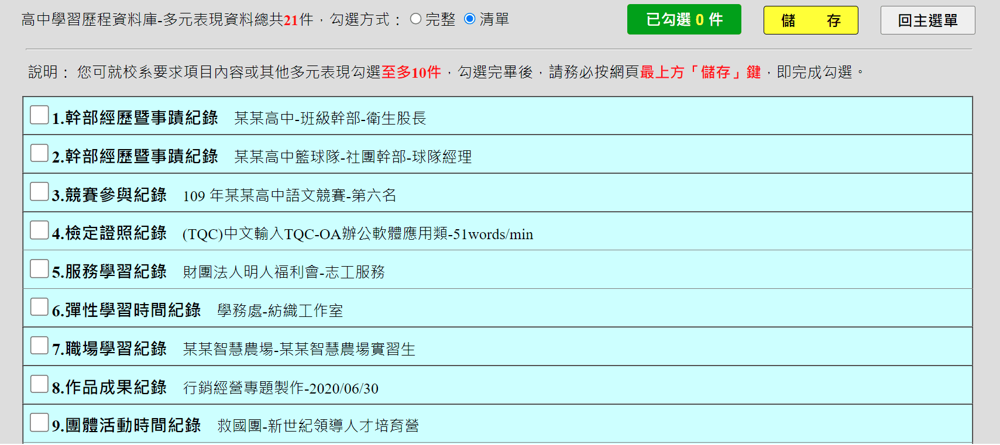 高中學習歷程資料庫-多元表現資料總共21件，勾選方式： 完整 清單 已勾選 0 件 儲 存 回主選單
說明： 您可就校系要求項目內容或其他多元表現勾選至多10件，勾選完畢後，請務必按網頁最上方「儲存」鍵，即完成勾選。
1.幹部經歷暨事蹟紀錄 某某高中-班級幹部-衛生股長
2.幹部經歷暨事蹟紀錄 某某高中籃球隊-社團幹部-球隊經理
3.競賽參與紀錄 109 年某某高中語文競賽-第六名
4.檢定證照紀錄 (TQC)中文輸入TQC-OA辦公軟體應用類-51words/min
5.服務學習紀錄 財團法人明人福利會-志工服務
6.彈性學習時間紀錄 學務處-紡織工作室
7.職場學習紀錄 某某智慧農場-某某智慧農場實習生
8.作品成果紀錄 行銷經營專題製作-2020/06/30
9.團體活動時間紀錄 救國團-新世紀領導人才培育營